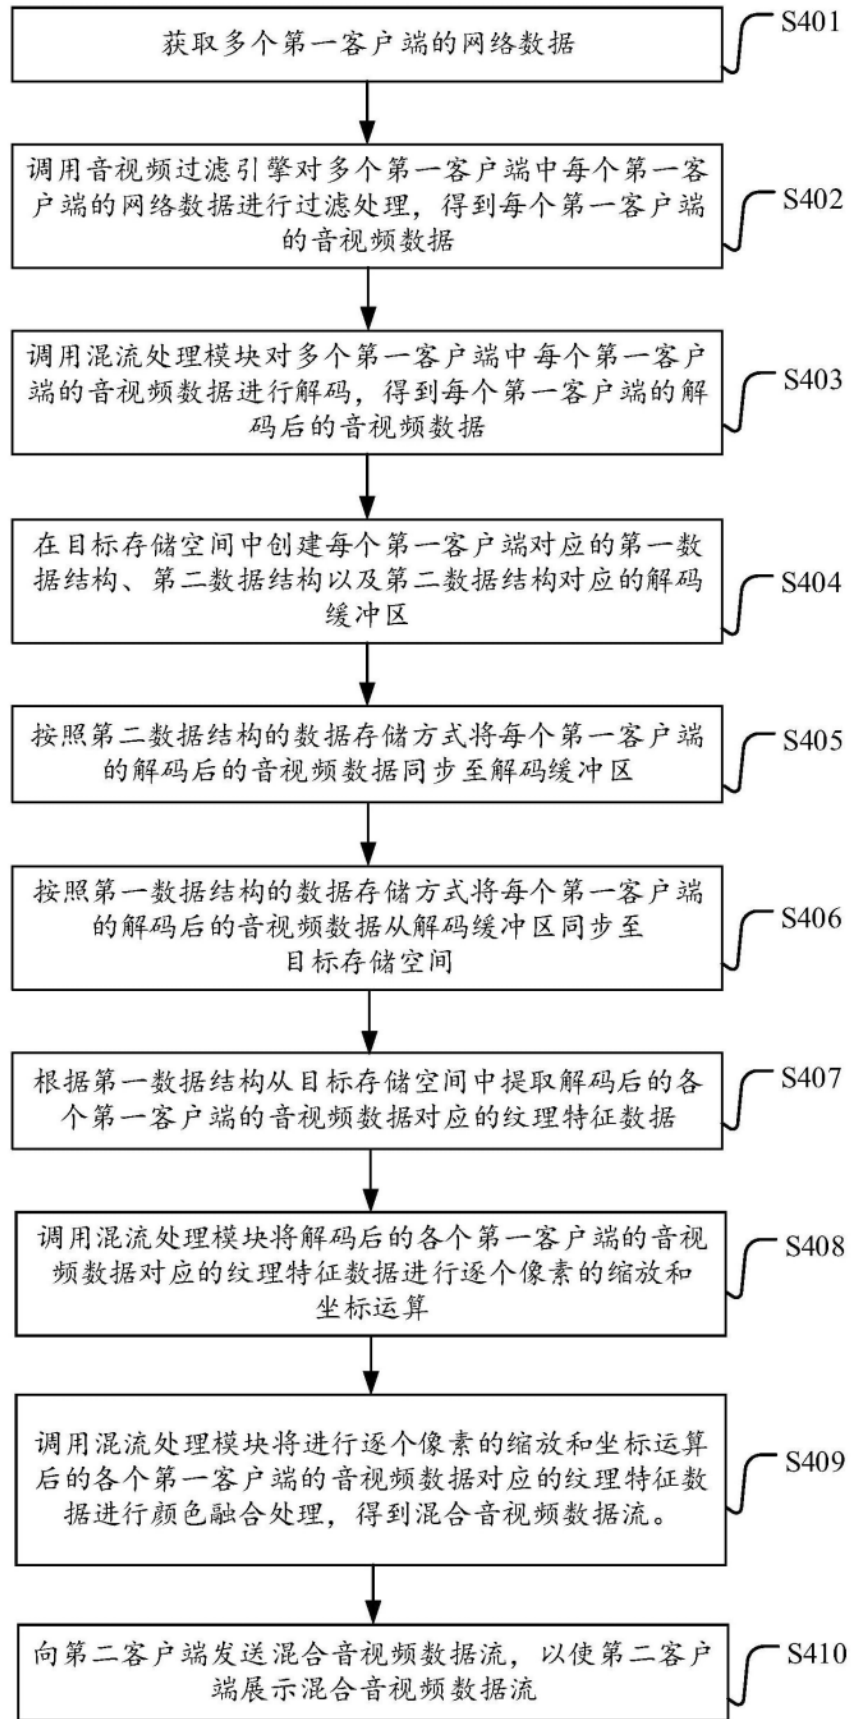 获取多个第一客户端的网络数据
S401
调用音视频过滤引擎对多个第一客户端中每个第一客
户端的网络数据进行过滤处理，得到每个第一客户端
的音视频数据
S402
调用混流处理模块对多个第一客户端中每个第一客户
端的音视频数据进行解码，得到每个第一客户端的解
码后的音视频数据
S403
在目标存储空间中创建每个第一客户端对应的第一数
据结构、第二数据结构以及第二数据结构对应的解码
缓冲区
S404
按照第二数据结构的数据存储方式将每个第一客户端
的解码后的音视频数据同步至解码缓冲区
S405
按照第一数据结构的数据存储方式将每个第一客户端
的解码后的音视频数据从解码缓冲区同步至
目标存储空间
S406
根据第一数据结构从目标存储空间中提取解码后的各
个第一客户端的音视频数据对应的纹理特征数据
S407
调用混流处理模块将解码后的各个第一客户端的音视
频数据对应的纹理特征数据进行逐个像素的缩放和
坐标运算
S408
调用混流处理模块将进行逐个像素的缩放和坐标运算
后的各个第一客户端的音视频数据对应的纹理特征数
据进行颜色融合处理，得到混合音视频数据流。
S409
向第二客户端发送混合音视频数据流，以使第二客户
端展示混合音视频数据流
S410